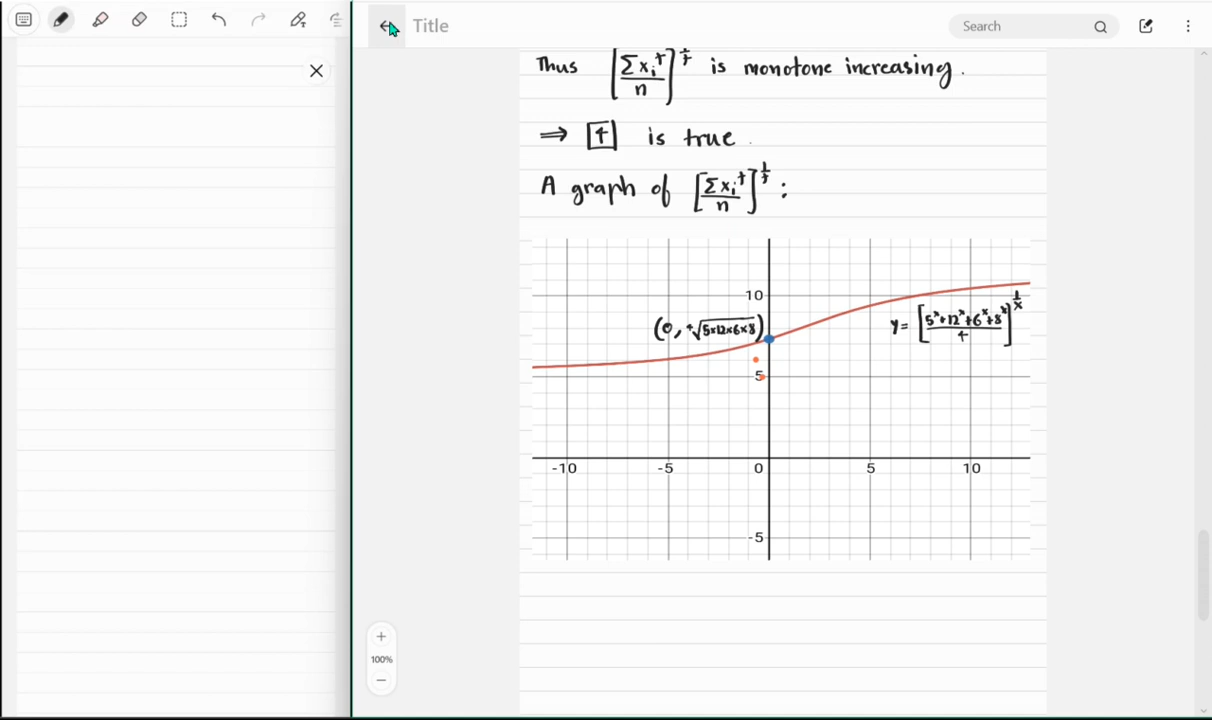 Title
Search
Thus [Σxᵢᵗ/n]^(1/t) is monotone increasing.
⟹ [4] is true.
A graph of [Σxᵢᵗ/n]^(1/t) :
10
(0, ⁴√5×12×6×8)
y = [(5ˣ+12ˣ+6ˣ+8ˣ)/4]^(1/x)
5
-10 -5 0 5 10
-5
100%